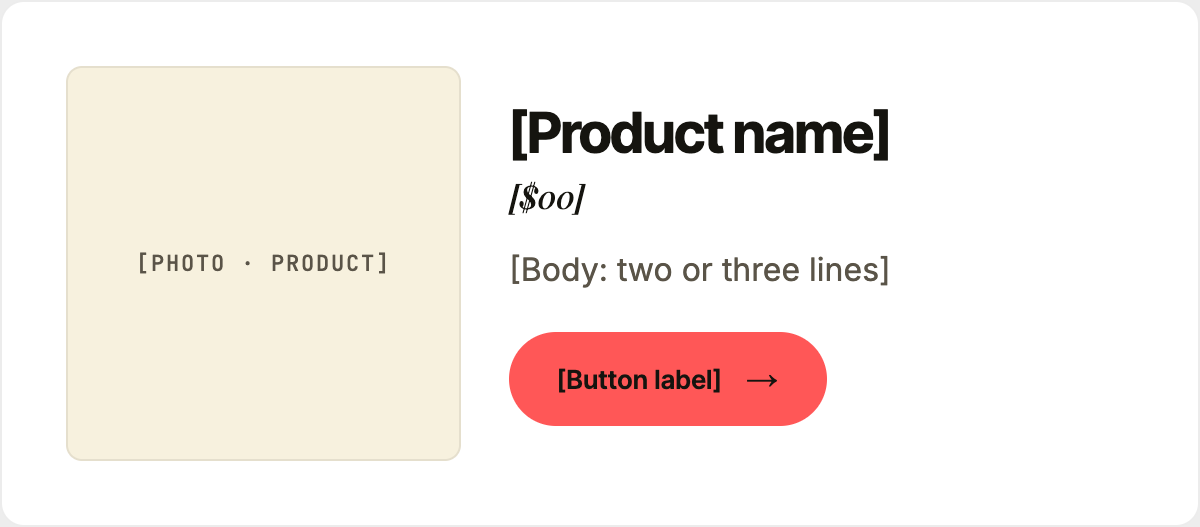 [PHOTO · PRODUCT]
[Product name]
[$00]
[Body: two or three lines]
[Button label] →